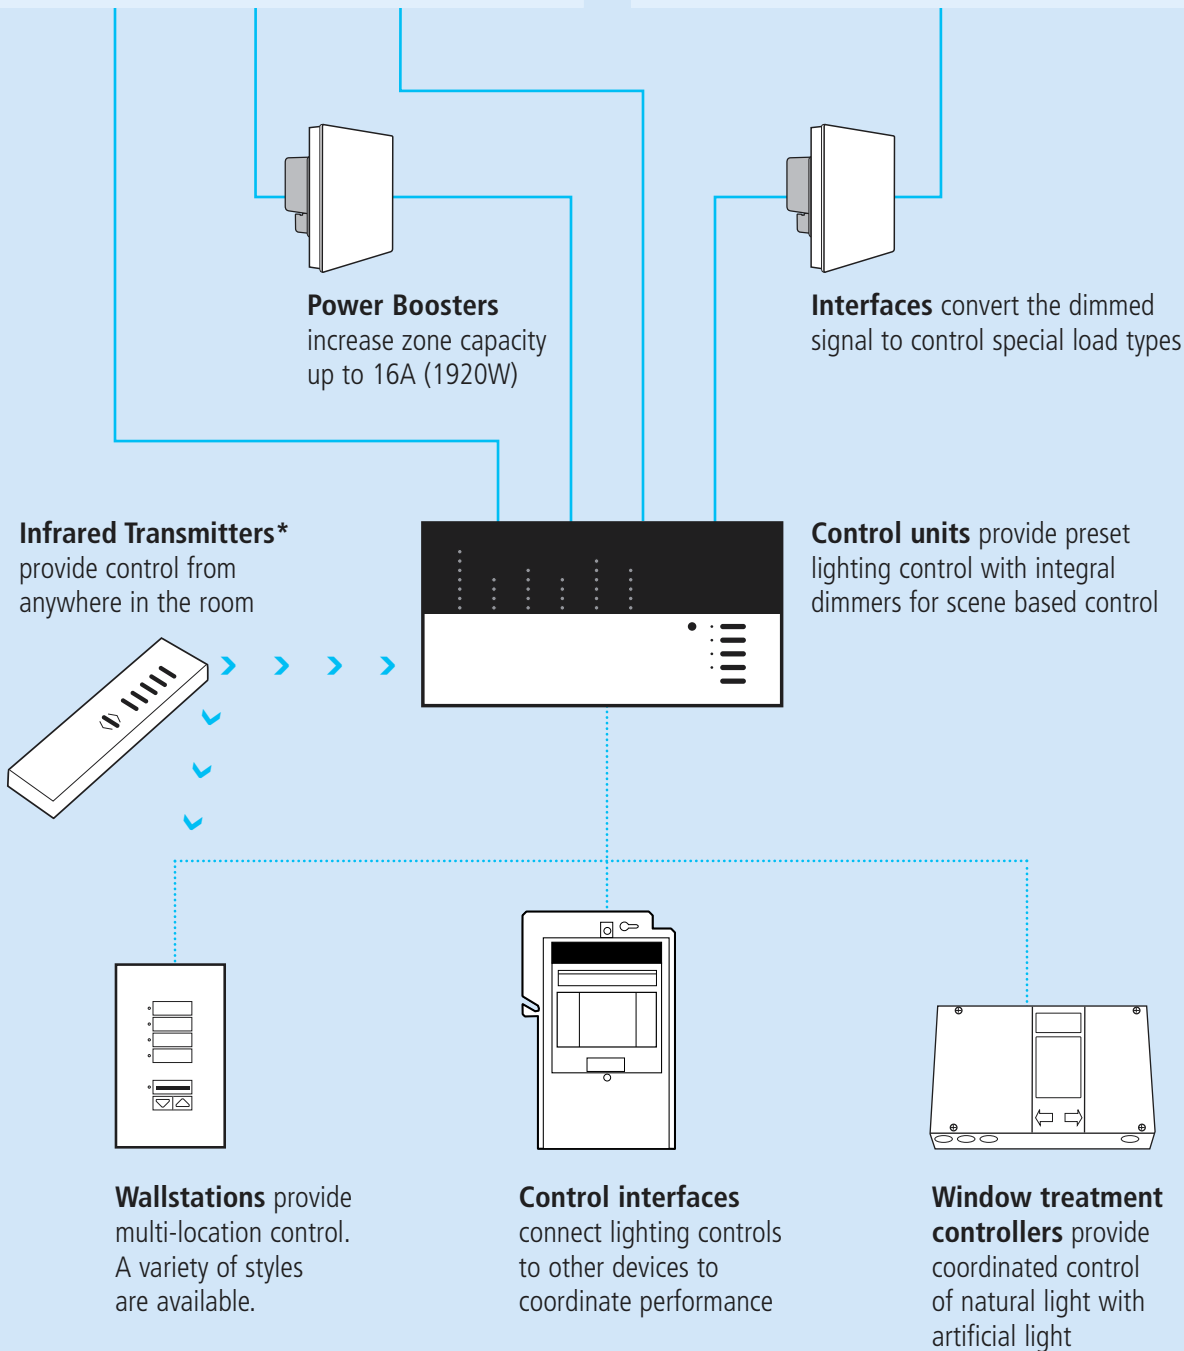 Power Boosters
increase zone capacity
up to 16A (1920W)
Interfaces convert the dimmed
signal to control special load types
Infrared Transmitters*
provide control from
anywhere in the room
Control units provide preset
lighting control with integral
dimmers for scene based control
Wallstations provide
multi-location control.
A variety of styles
are available.
Control interfaces
connect lighting controls
to other devices to
coordinate performance
Window treatment
controllers provide
coordinated control
of natural light with
artificial light